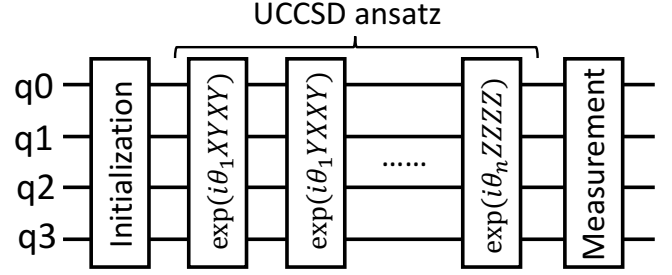 UCCSD ansatz
q0
q1
q2
q3
Initialization
exp(iθ₁XYXY)
exp(iθ₁YXXY)
......
exp(iθₙZZZZ)
Measurement